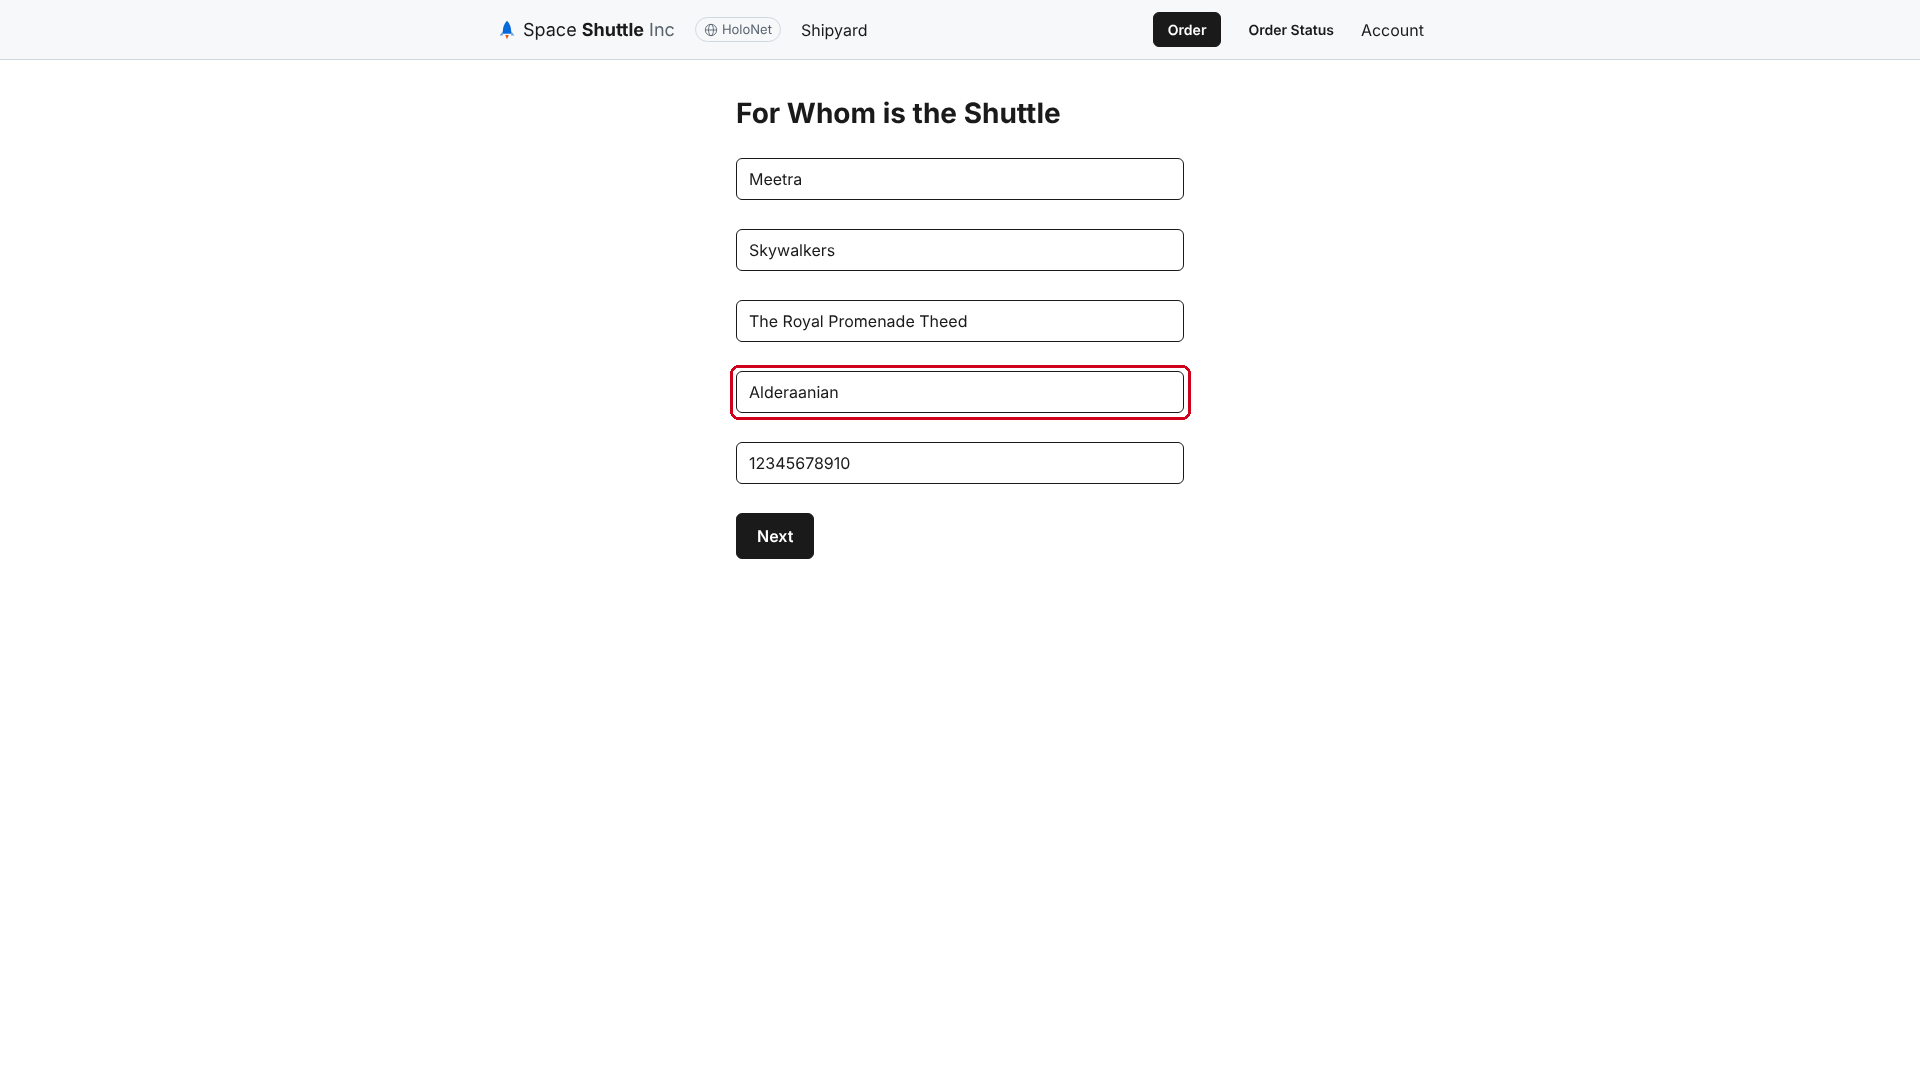 Space Shuttle Inc HoloNet Shipyard Order Order Status Account
For Whom is the Shuttle
Meetra
Skywalkers
The Royal Promenade Theed
Alderaanian
12345678910
Next